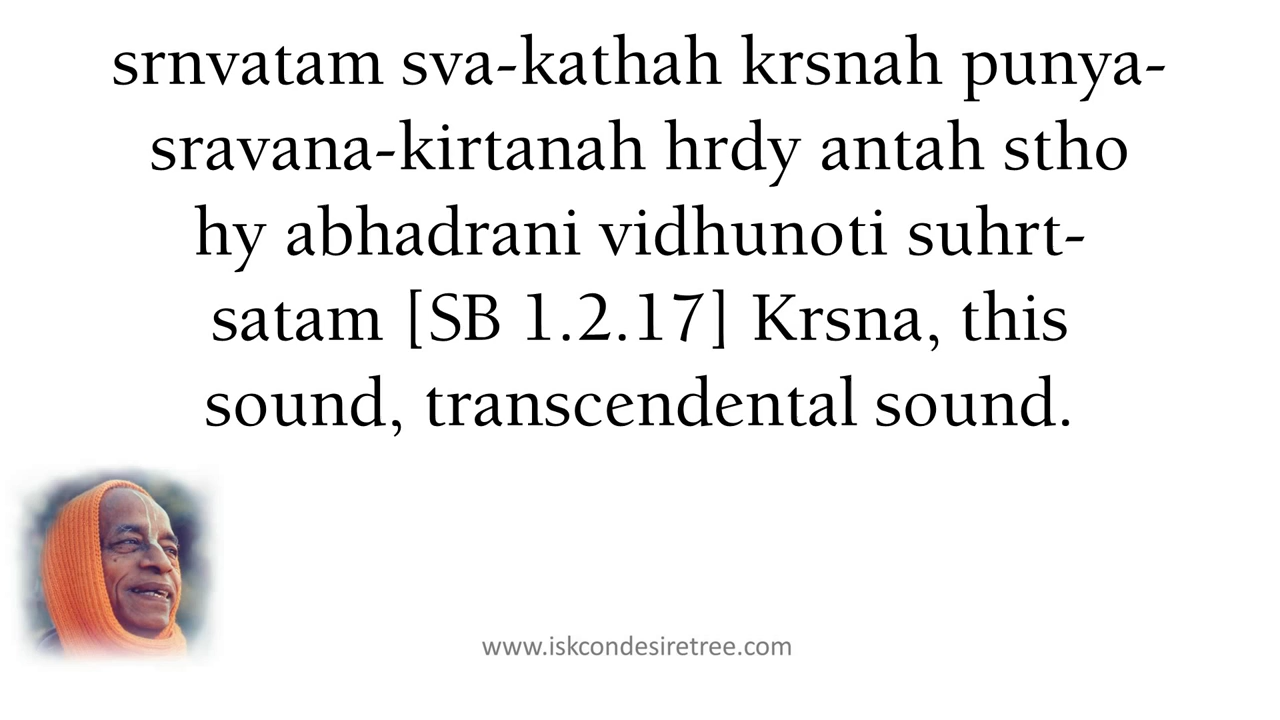 srnvatam sva-kathah krsnah punya-
sravana-kirtanah hrdy antah stho
hy abhadrani vidhunoti suhrt-
satam [SB 1.2.17] Krsna, this
sound, transcendental sound.
www.iskcondesiretree.com